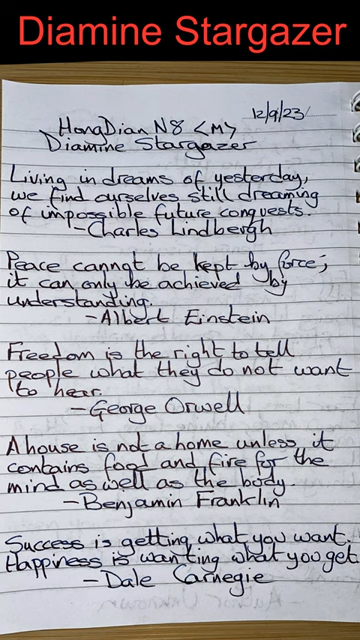 Diamine Stargazer
12/9/23/
HongDian N8 <M>
Diamine Stargazer
Living in dreams of yesterday,
we find ourselves still dreaming
of impossible future conquests.
-Charles Lindbergh
Peace cannot be kept by force;
it can only be achieved by
understanding.
-Albert Einstein
Freedom is the right to tell
people what they do not want
to hear.
-George Orwell
A house is not a home unless it
contains food and fire for the
mind as well as the body.
-Benjamin Franklin
Success is getting what you want.
Happiness is wanting what you get.
-Dale Carnegie